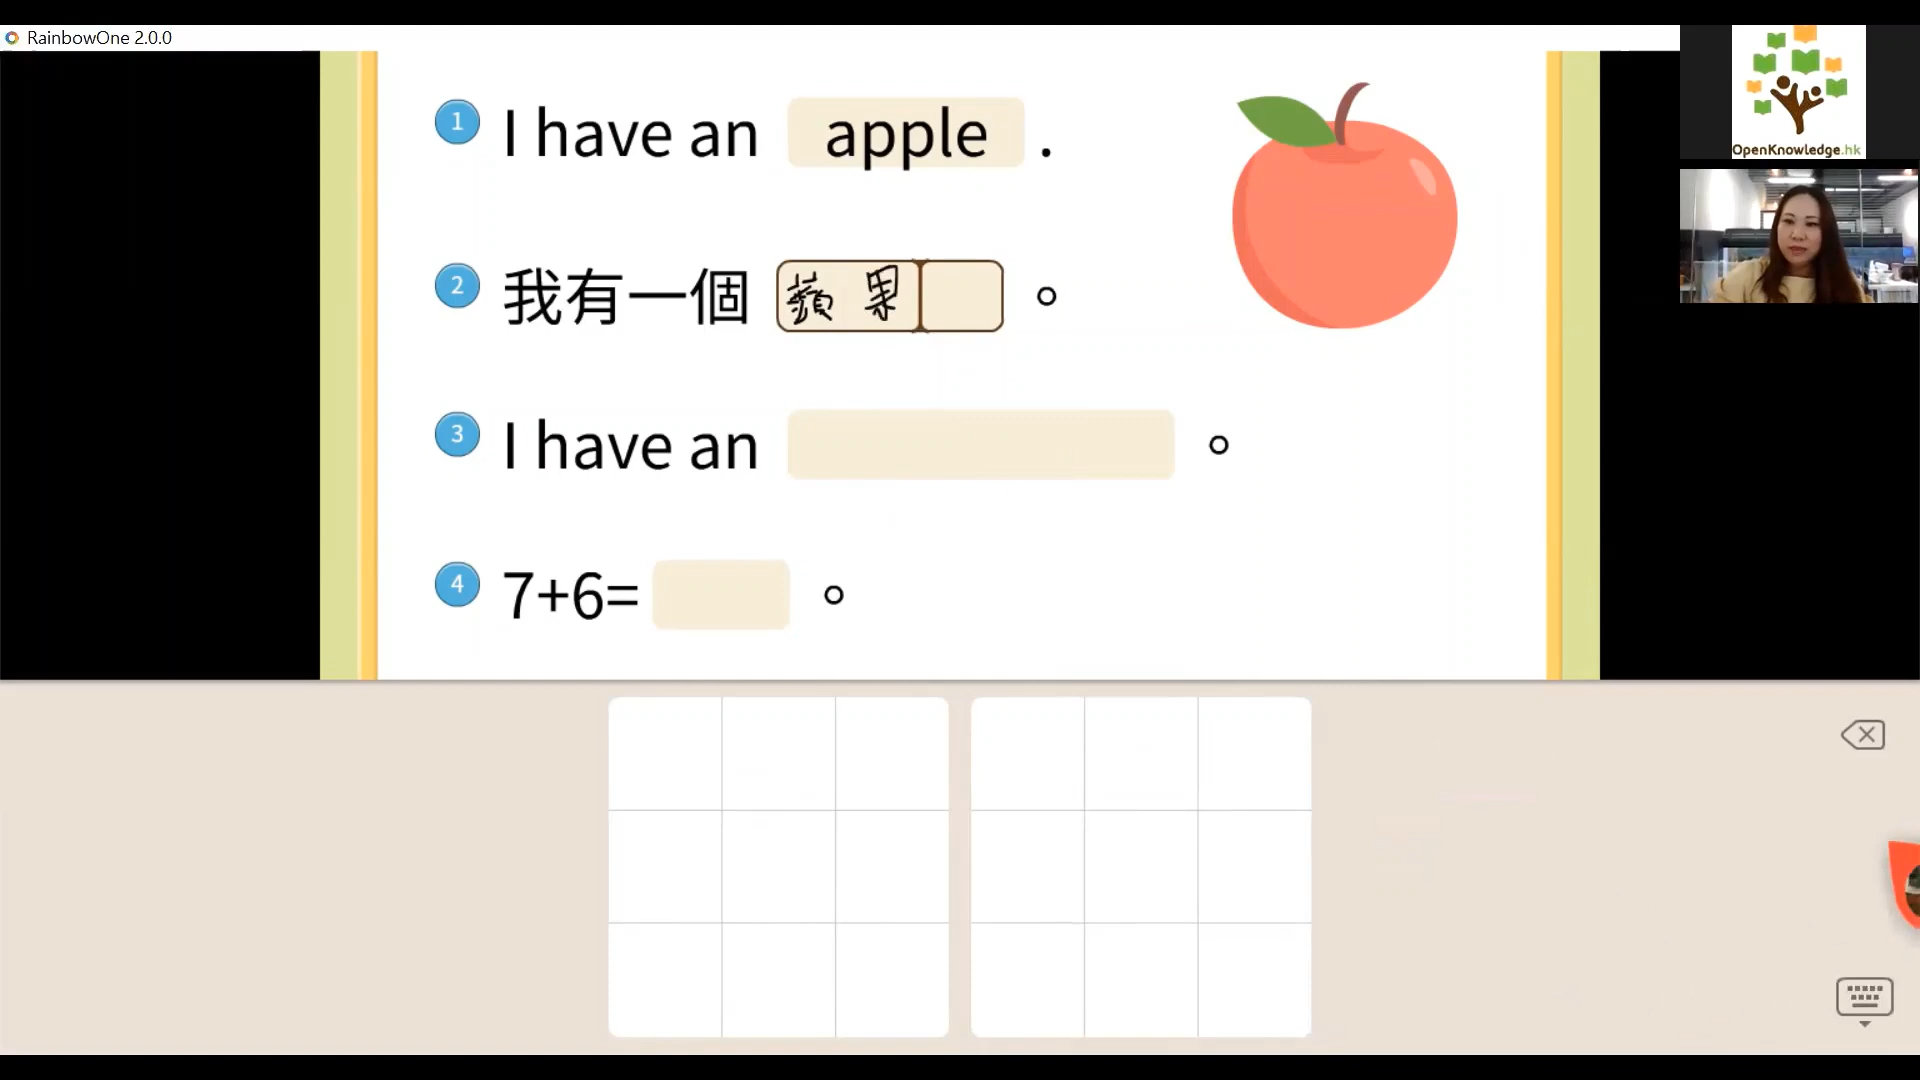 RainbowOne 2.0.0
OpenKnowledge.hk
1 I have an apple .
2 我有一個 蘋果 。
3 I have an 。
4 7+6= 。